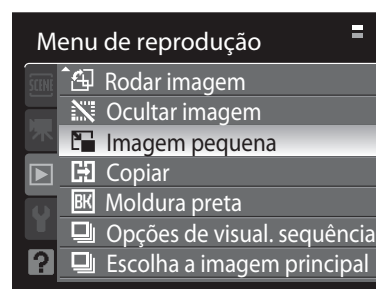 Menu de reprodução
SCENE
Rodar imagem
Ocultar imagem
Imagem pequena
Copiar
BK Moldura preta
Opções de visual. sequência
? Escolha a imagem principal